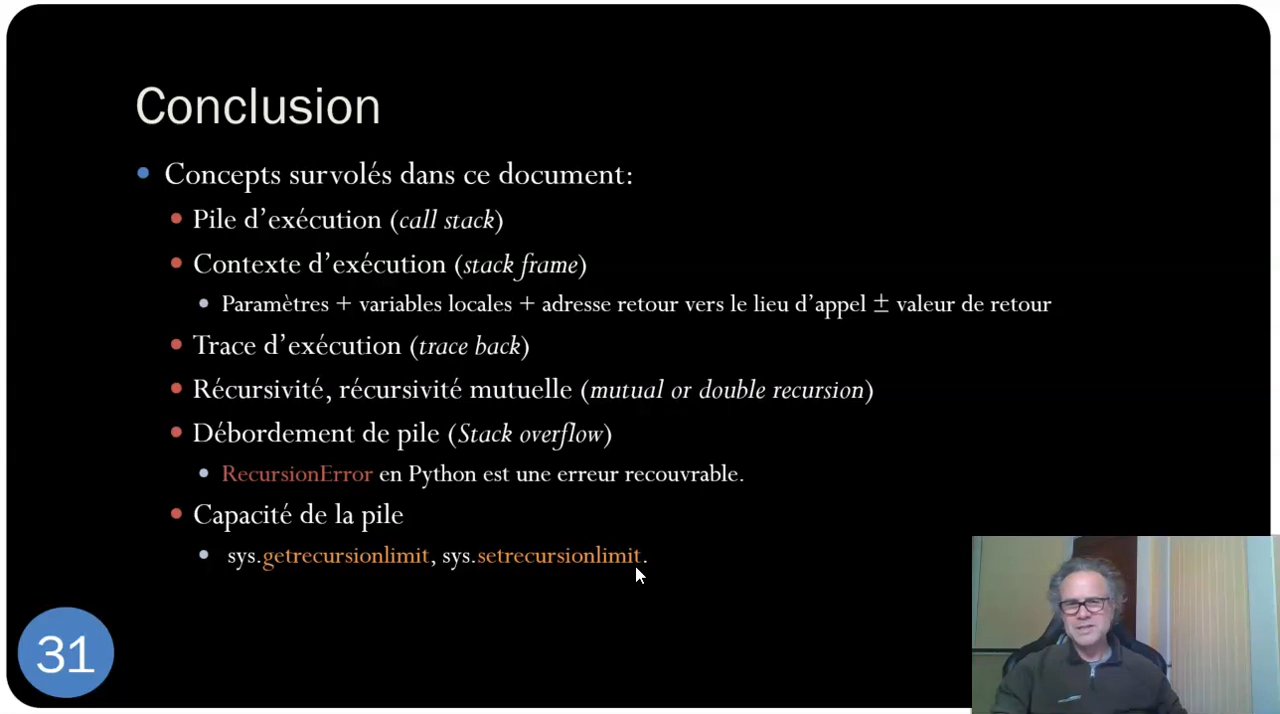 Conclusion
Concepts survolés dans ce document:
Pile d'exécution (call stack)
Contexte d'exécution (stack frame)
Paramètres + variables locales + adresse retour vers le lieu d'appel ± valeur de retour
Trace d'exécution (trace back)
Récursivité, récursivité mutuelle (mutual or double recursion)
Débordement de pile (Stack overflow)
RecursionError en Python est une erreur recouvrable.
Capacité de la pile
sys.getrecursionlimit, sys.setrecursionlimit.
31